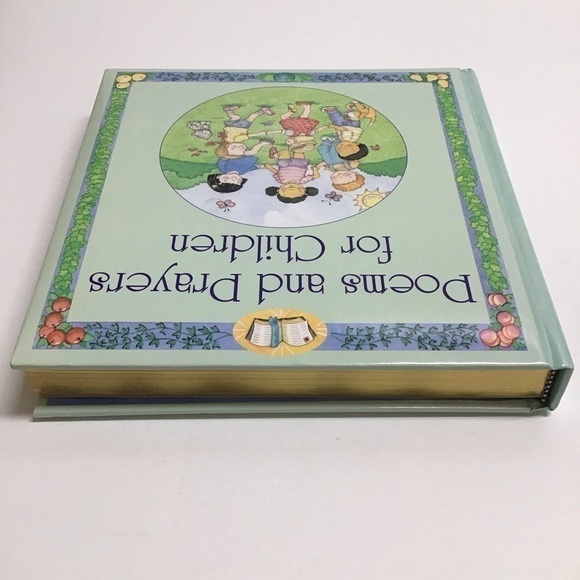 Poems and Prayers
for Children